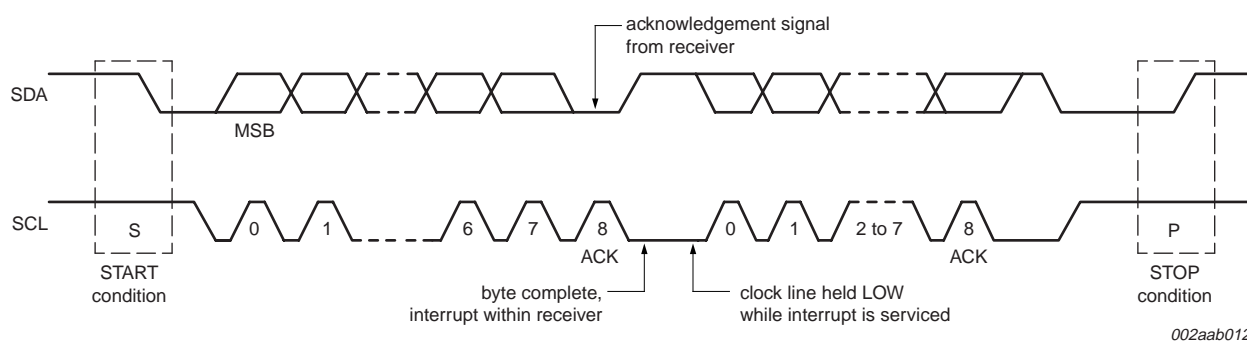 acknowledgement signal
from receiver
SDA
MSB
SCL
S
0
1
6
7
8
0
1
2 to 7
8
P
ACK
ACK
START
condition
byte complete,
interrupt within receiver
clock line held LOW
while interrupt is serviced
STOP
condition
002aab012